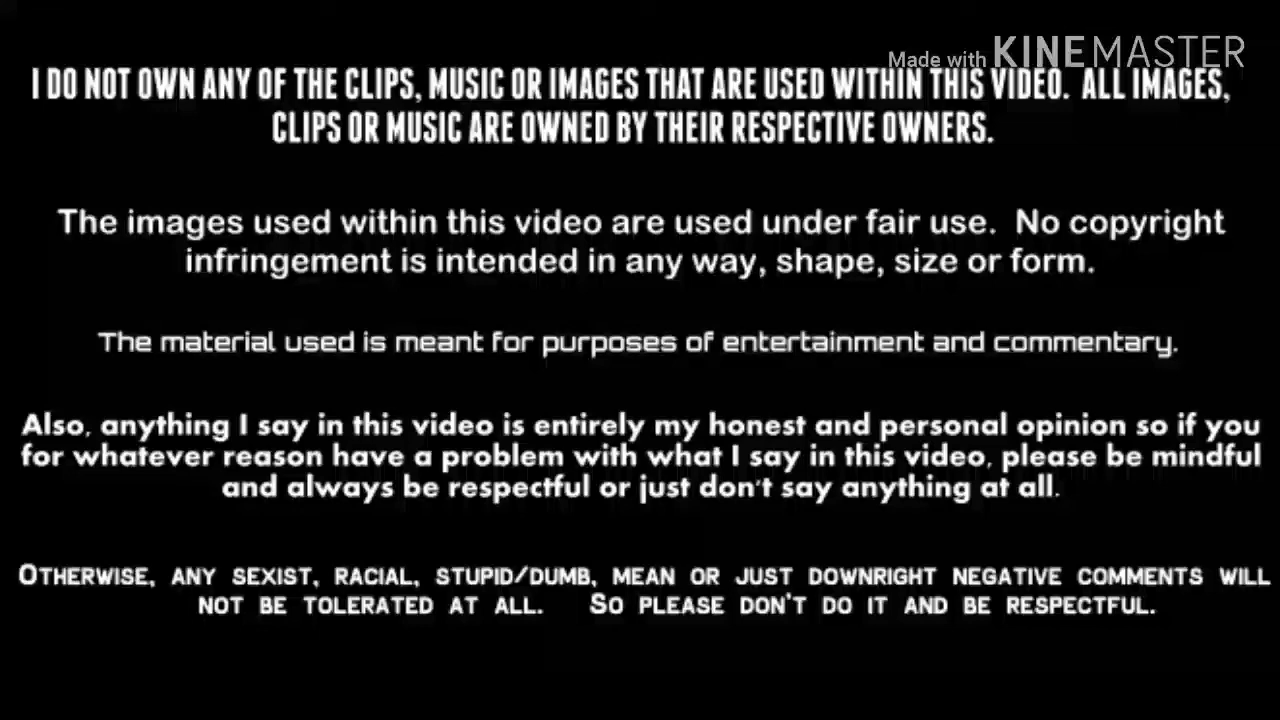 Made with KINEMASTER
I DO NOT OWN ANY OF THE CLIPS, MUSIC OR IMAGES THAT ARE USED WITHIN THIS VIDEO. ALL IMAGES,
CLIPS OR MUSIC ARE OWNED BY THEIR RESPECTIVE OWNERS.
The images used within this video are used under fair use. No copyright
infringement is intended in any way, shape, size or form.
The material used is meant for purposes of entertainment and commentary.
Also, anything I say in this video is entirely my honest and personal opinion so if you
for whatever reason have a problem with what I say in this video, please be mindful
and always be respectful or just don't say anything at all.
OTHERWISE, ANY SEXIST, RACIAL, STUPID/DUMB, MEAN OR JUST DOWNRIGHT NEGATIVE COMMENTS WILL
NOT BE TOLERATED AT ALL. SO PLEASE DON'T DO IT AND BE RESPECTFUL.